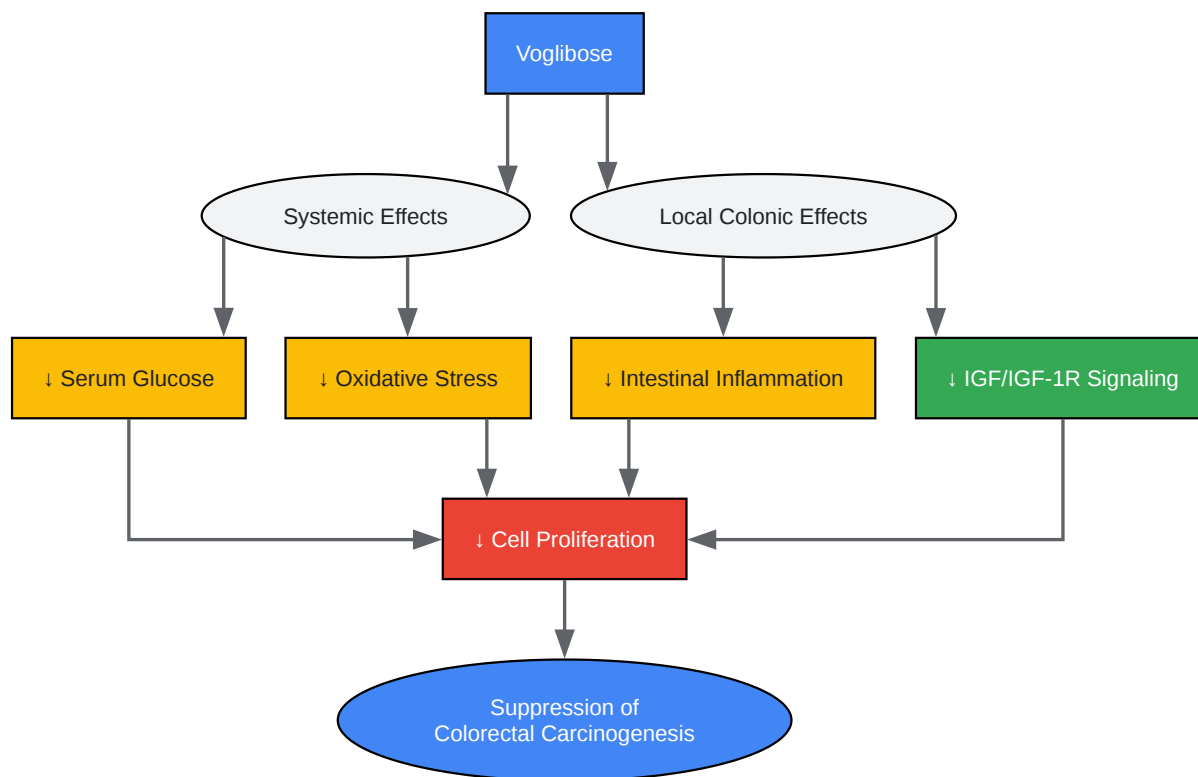 Voglibose
Systemic Effects
Local Colonic Effects
↓ Serum Glucose
↓ Oxidative Stress
↓ Intestinal Inflammation
↓ IGF/IGF-1R Signaling
↓ Cell Proliferation
Suppression of
Colorectal Carcinogenesis